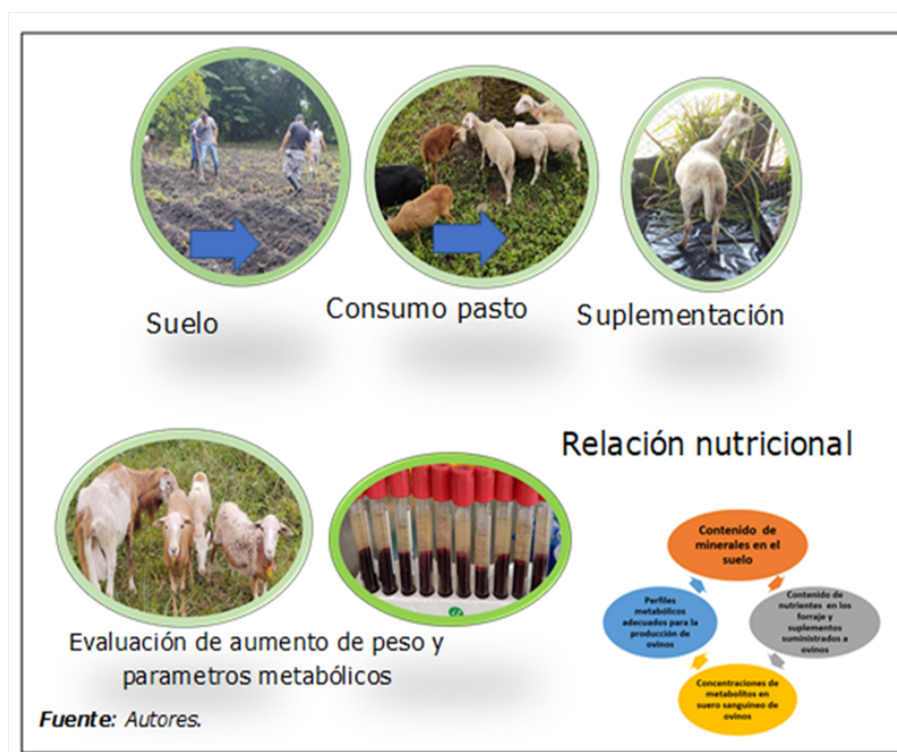 Suelo
Consumo pasto
Suplementación
Evaluación de aumento de peso y
parametros metabólicos
Relación nutricional
Contenido de
minerales en el
suelo
Perfiles
metabólicos
adecuados para la
producción de
ovinos
Contenido de
nutrientes en los
forraje y
suplementos
suministrados a
ovinos
Concentraciones de
metabolitos en
suero sanguíneo de
ovinos
Fuente: Autores.